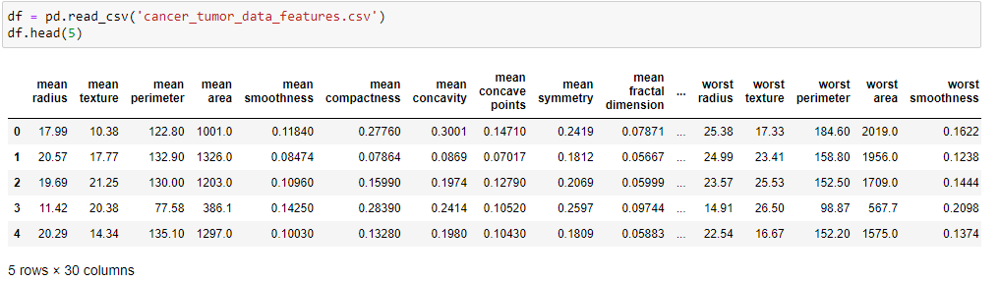 df = pd.read_csv('cancer_tumor_data_features.csv')
df.head(5)
mean radius mean texture mean perimeter mean area mean smoothness mean compactness mean concavity mean concave points mean symmetry mean fractal dimension ... worst radius worst texture worst perimeter worst area worst smoothness
0 17.99 10.38 122.80 1001.0 0.11840 0.27760 0.3001 0.14710 0.2419 0.07871 ... 25.38 17.33 184.60 2019.0 0.1622
1 20.57 17.77 132.90 1326.0 0.08474 0.07864 0.0869 0.07017 0.1812 0.05667 ... 24.99 23.41 158.80 1956.0 0.1238
2 19.69 21.25 130.00 1203.0 0.10960 0.15990 0.1974 0.12790 0.2069 0.05999 ... 23.57 25.53 152.50 1709.0 0.1444
3 11.42 20.38 77.58 386.1 0.14250 0.28390 0.2414 0.10520 0.2597 0.09744 ... 14.91 26.50 98.87 567.7 0.2098
4 20.29 14.34 135.10 1297.0 0.10030 0.13280 0.1980 0.10430 0.1809 0.05883 ... 22.54 16.67 152.20 1575.0 0.1374
5 rows × 30 columns